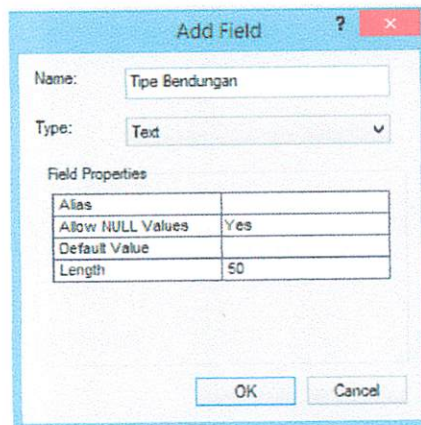 Add Field ? ×
Name: Tipe Bendungan
Type: Text
Field Properties
Alias
Allow NULL Values Yes
Default Value
Length 50
OK Cancel